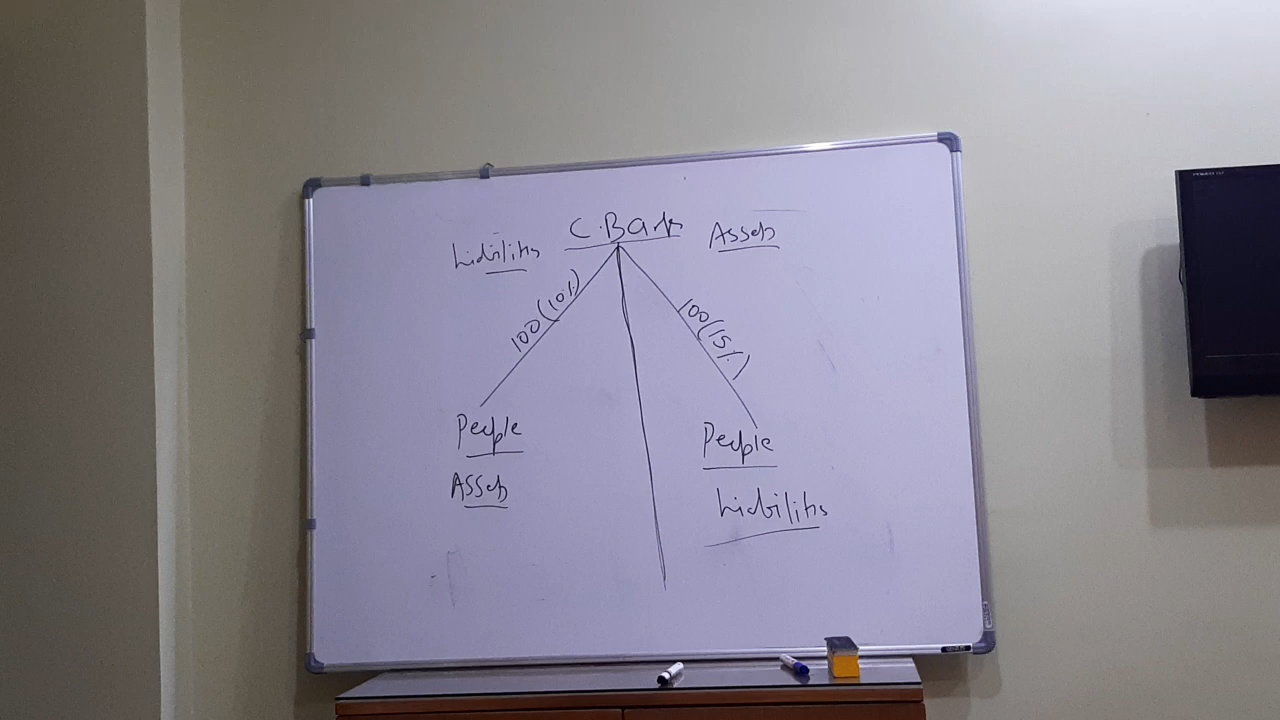 C.Bank
Liabilities
Assets
100 (10%)
100 (15%)
People
People
Assets
Liabilities